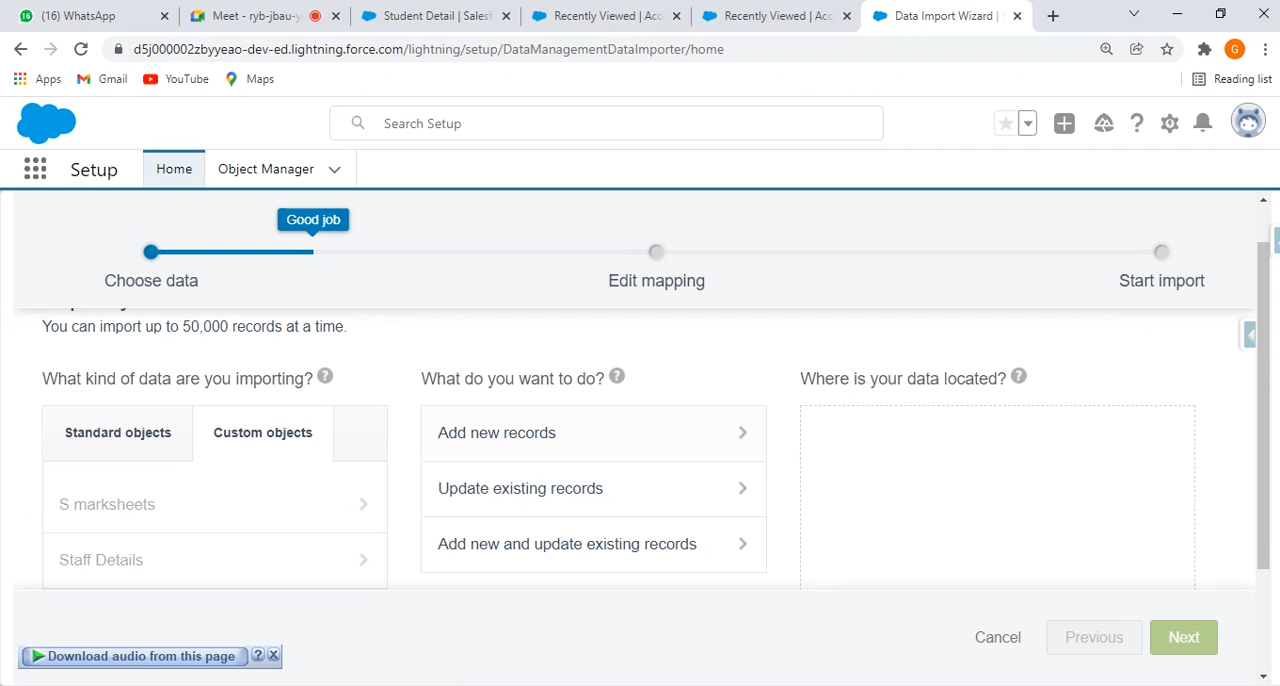 (16) WhatsApp
Meet - ryb-jbau-y
Student Detail | Sales
Recently Viewed | Acc
Recently Viewed | Acc
Data Import Wizard |
d5j000002zbyyeao-dev-ed.lightning.force.com/lightning/setup/DataManagementDataImporter/home
G
Apps
Gmail
YouTube
Maps
Reading list
Search Setup
Setup
Home
Object Manager
Good job
Choose data
Edit mapping
Start import
You can import up to 50,000 records at a time.
What kind of data are you importing? ?
What do you want to do? ?
Where is your data located? ?
Standard objects
Custom objects
Add new records
Update existing records
S marksheets
Add new and update existing records
Staff Details
Cancel
Previous
Next
Download audio from this page ? X